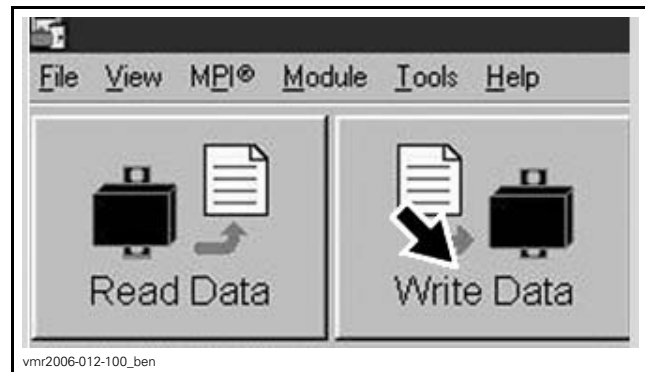 File View MPI® Module Tools Help
Read Data
Write Data
vmr2006-012-100_ben